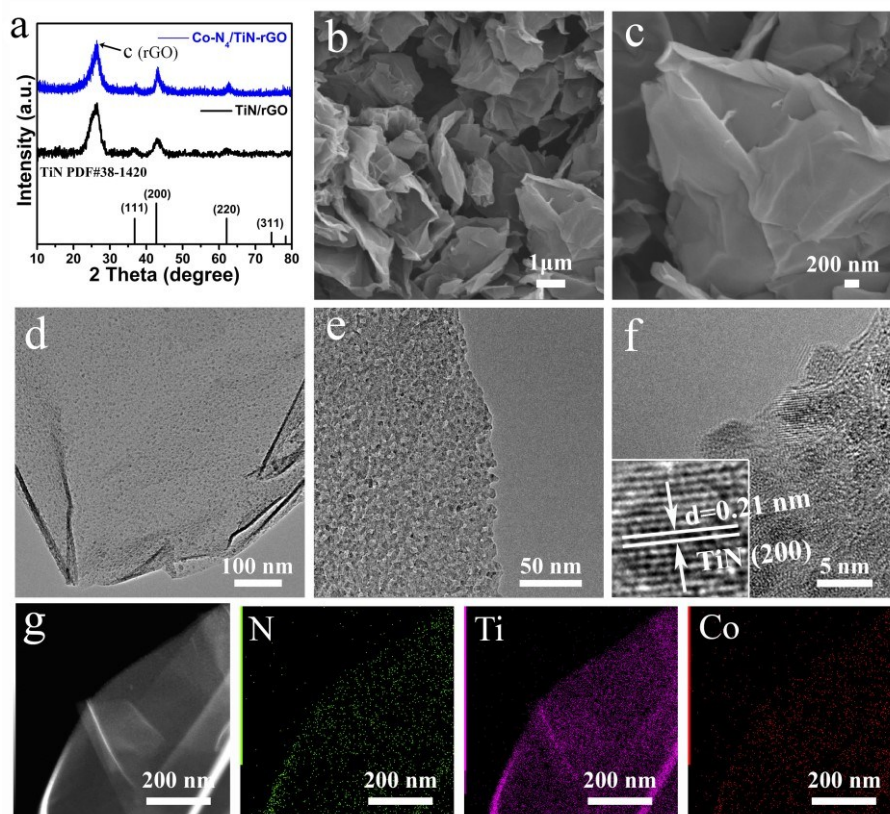 a
Co-N₄/TiN-rGO
c (rGO)
TiN/rGO
TiN PDF#38-1420
(111)
(200)
(220)
(311)
Intensity (a.u.)
10 20 30 40 50 60 70 80
2 Theta (degree)
b
1μm
c
200 nm
d
100 nm
e
50 nm
f
d=0.21 nm
TiN (200)
5 nm
g
200 nm
N
200 nm
Ti
200 nm
Co
200 nm